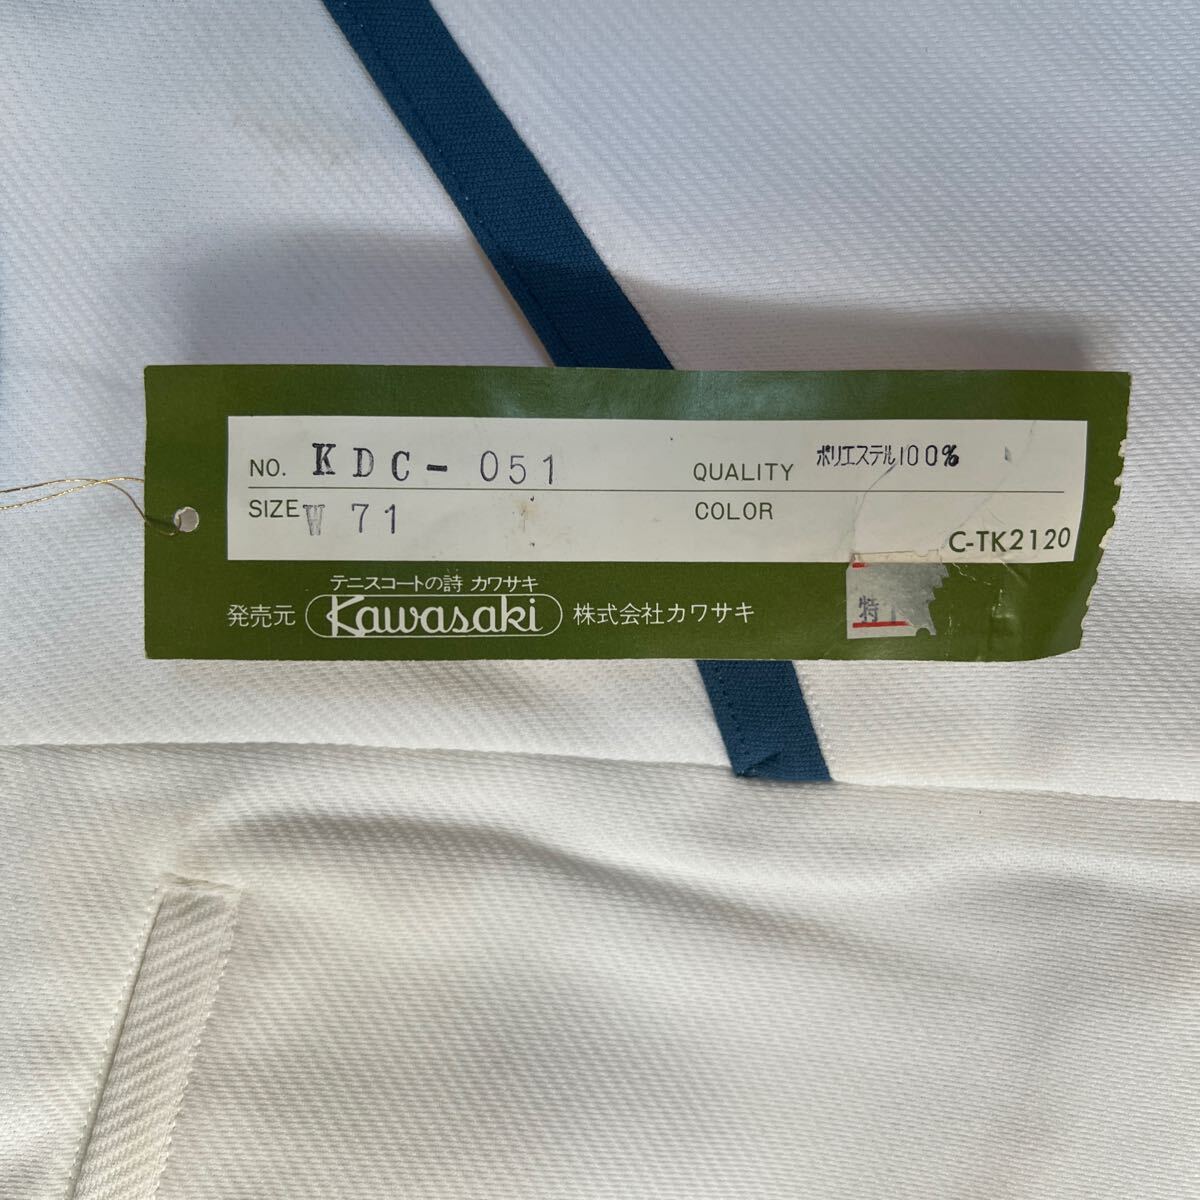 NO. KDC-051 QUALITY ポリエステル100%
SIZE W 71 COLOR
C-TK2120
テニスコートの詩 カワサキ
発売元 Kawasaki 株式会社カワサキ
特